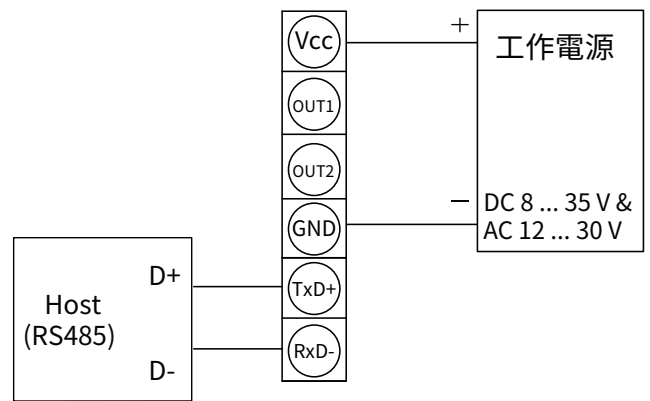 Vcc
+
工作電源
OUT1
OUT2
GND
−
DC 8 ... 35 V &
AC 12 ... 30 V
Host
(RS485)
D+
TxD+
D-
RxD-